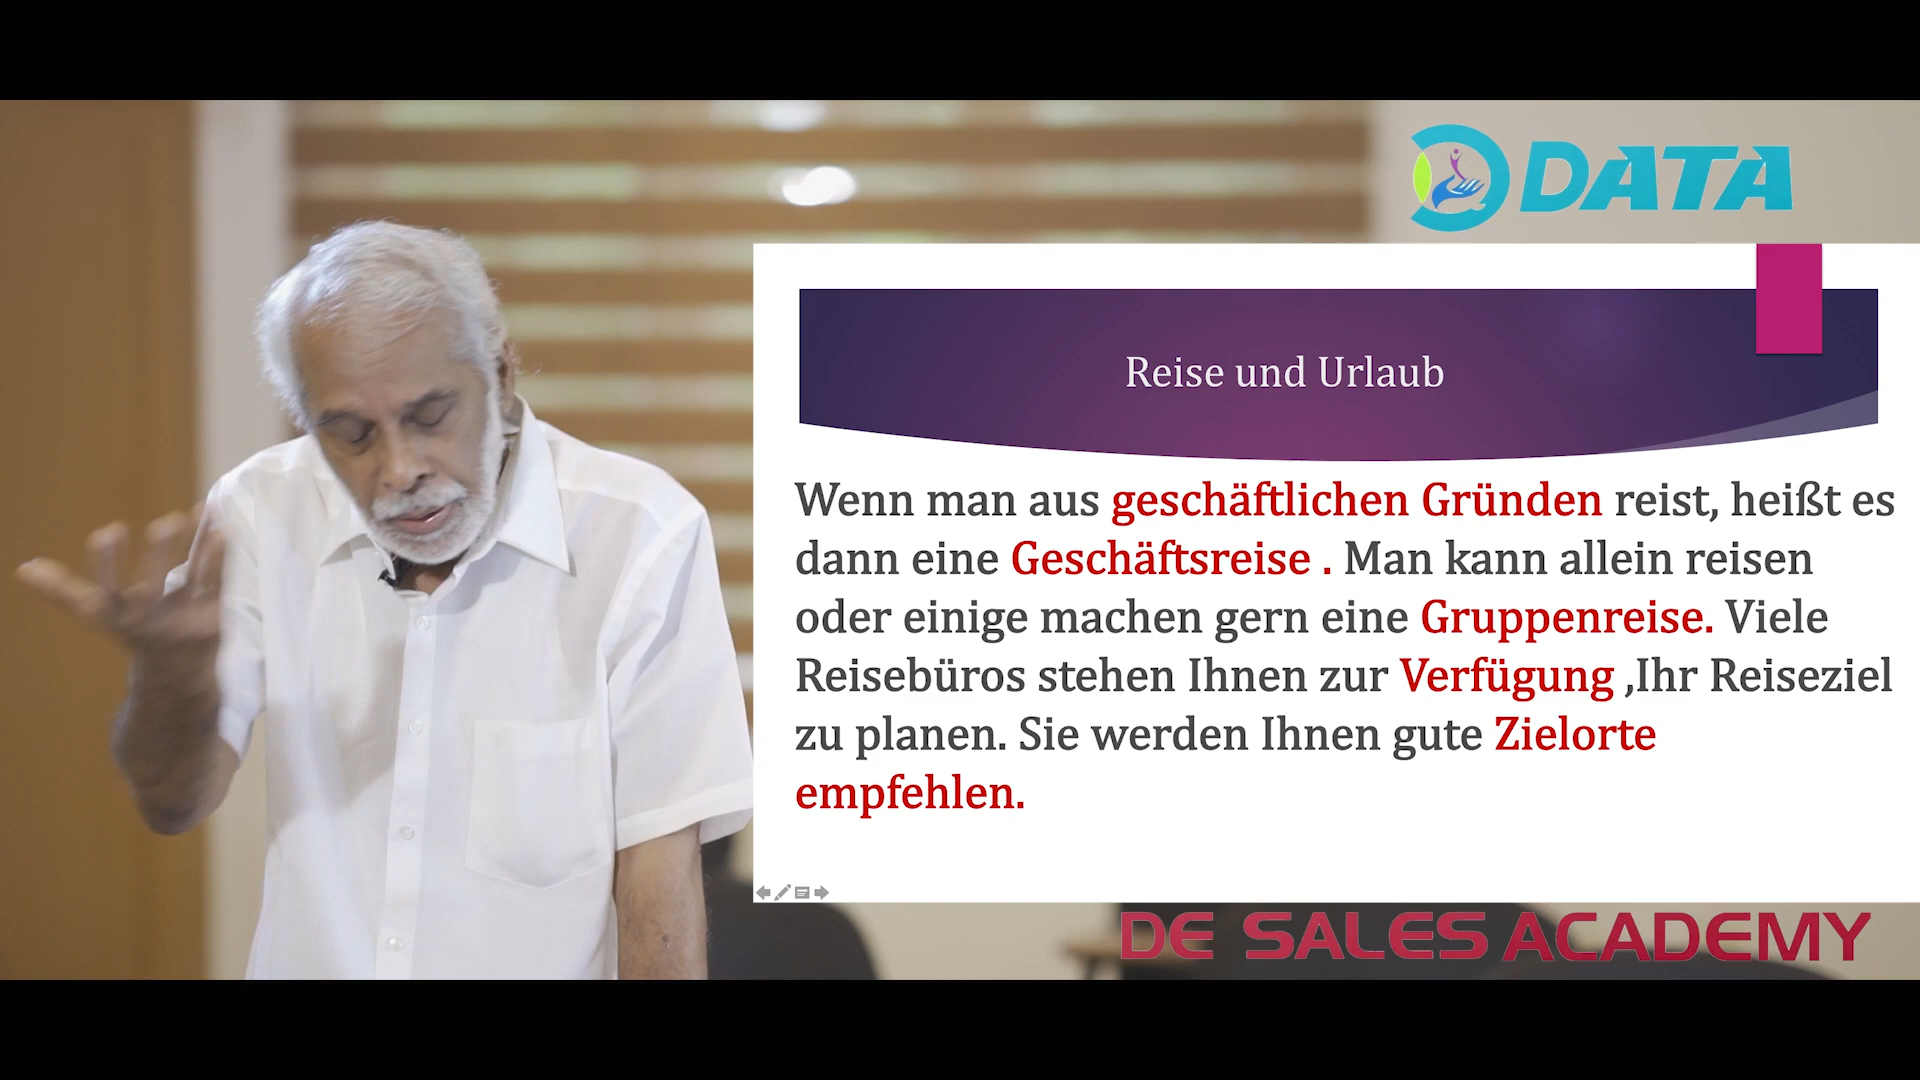 DATA
Reise und Urlaub
Wenn man aus geschäftlichen Gründen reist, heißt es
dann eine Geschäftsreise . Man kann allein reisen
oder einige machen gern eine Gruppenreise. Viele
Reisebüros stehen Ihnen zur Verfügung ,Ihr Reiseziel
zu planen. Sie werden Ihnen gute Zielorte
empfehlen.
DE SALES ACADEMY